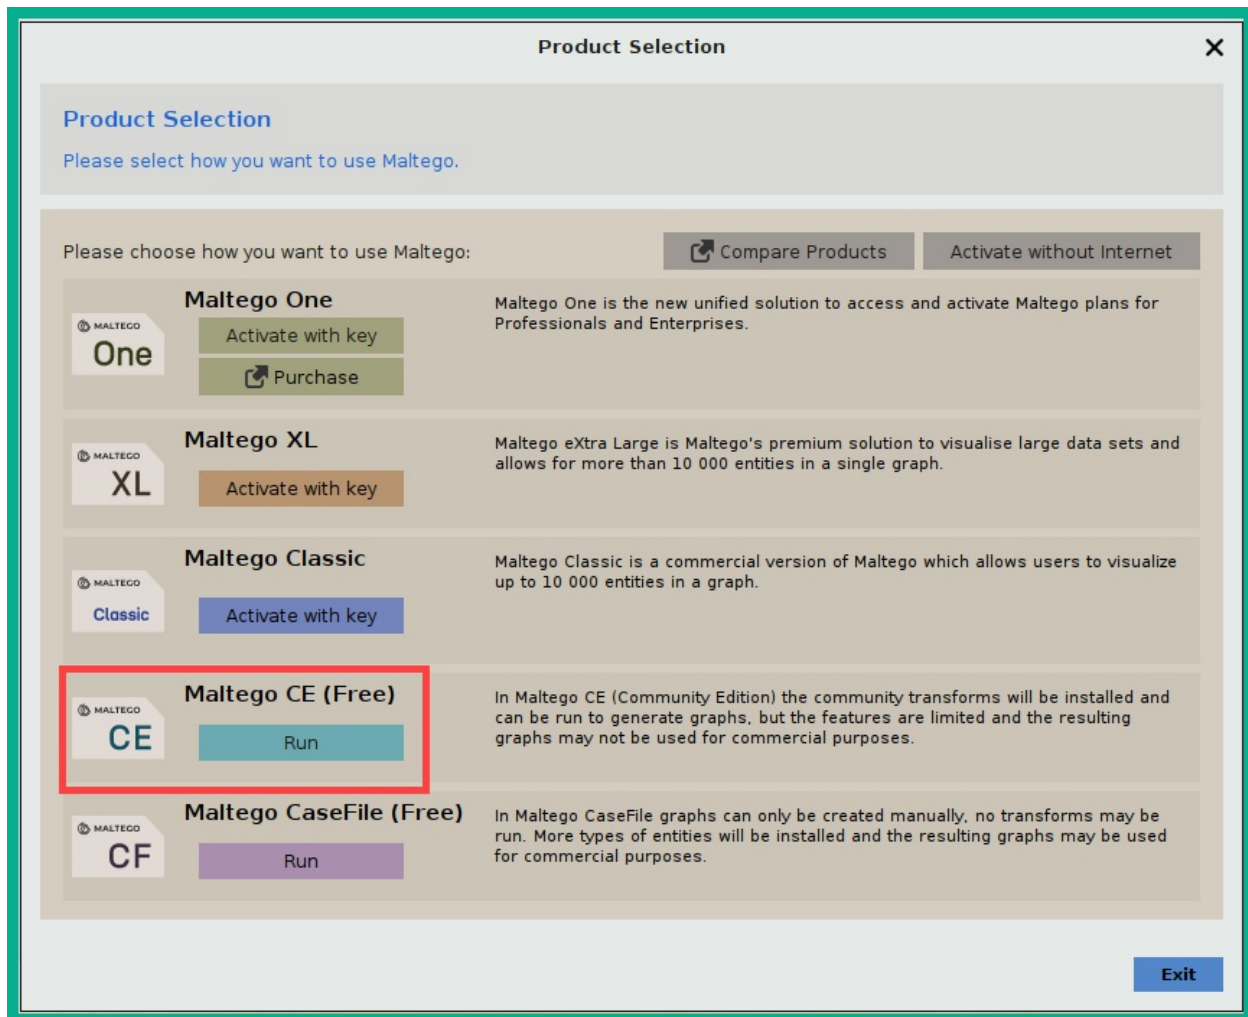 Product Selection
Product Selection
Please select how you want to use Maltego.
Please choose how you want to use Maltego:
Compare Products
Activate without Internet
MALTEGO
One
Maltego One
Activate with key
Purchase
Maltego One is the new unified solution to access and activate Maltego plans for
Professionals and Enterprises.
MALTEGO
XL
Maltego XL
Activate with key
Maltego eXtra Large is Maltego's premium solution to visualise large data sets and
allows for more than 10 000 entities in a single graph.
MALTEGO
Classic
Maltego Classic
Activate with key
Maltego Classic is a commercial version of Maltego which allows users to visualize
up to 10 000 entities in a graph.
MALTEGO
CE
Maltego CE (Free)
Run
In Maltego CE (Community Edition) the community transforms will be installed and
can be run to generate graphs, but the features are limited and the resulting
graphs may not be used for commercial purposes.
MALTEGO
CF
Maltego CaseFile (Free)
Run
In Maltego CaseFile graphs can only be created manually, no transforms may be
run. More types of entities will be installed and the resulting graphs may be used
for commercial purposes.
Exit